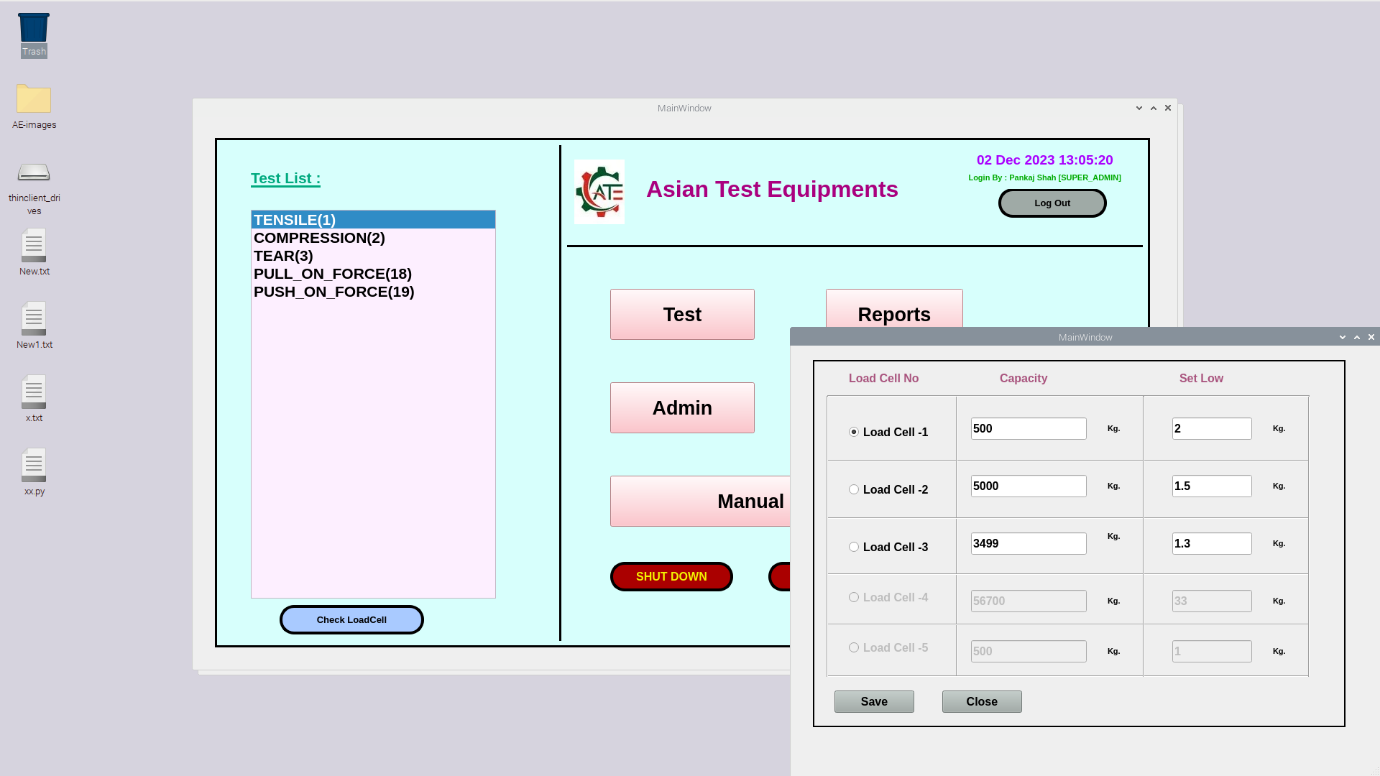 Trash
AE-images
thinclient_dri
ves
New.txt
New1.txt
x.txt
xx.py
MainWindow
Test List :
TENSILE(1)
COMPRESSION(2)
TEAR(3)
PULL_ON_FORCE(18)
PUSH_ON_FORCE(19)
Check LoadCell
ATE
Asian Test Equipments
02 Dec 2023 13:05:20
Login By : Pankaj Shah [SUPER_ADMIN]
Log Out
Test
Reports
Admin
Manual
SHUT DOWN
MainWindow
Load Cell No Capacity Set Low
Load Cell -1 500 Kg. 2 Kg.
Load Cell -2 5000 Kg. 1.5 Kg.
Load Cell -3 3499 Kg. 1.3 Kg.
Load Cell -4 56700 Kg. 33 Kg.
Load Cell -5 500 Kg. 1 Kg.
Save Close